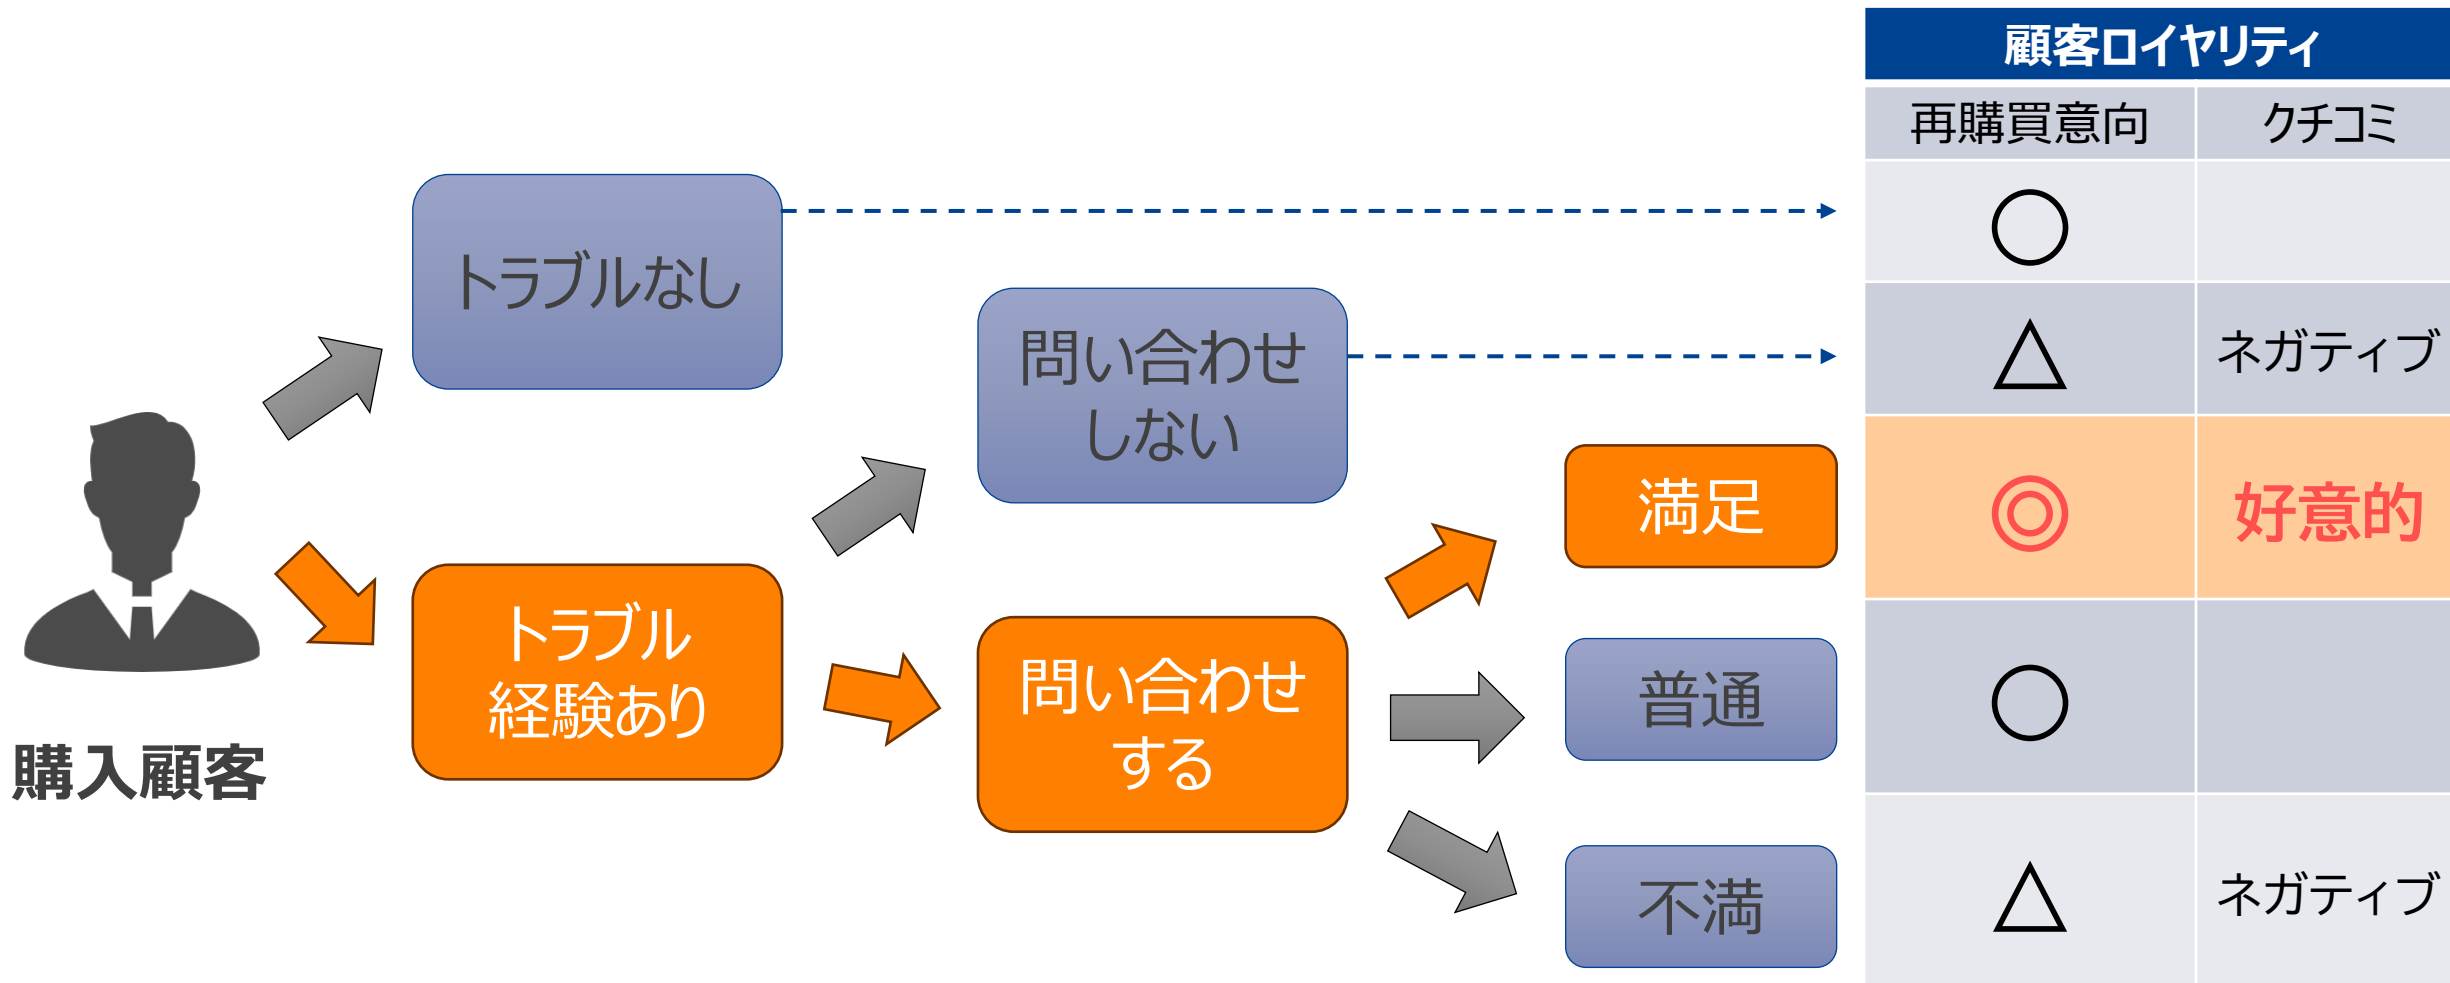 顧客ロイヤリティ
再購買意向 クチコミ
トラブルなし
○
問い合わせ
しない
△ ネガティブ
満足
◎ 好意的
トラブル
経験あり
問い合わせ
する
普通
○
購入顧客
不満
△ ネガティブ